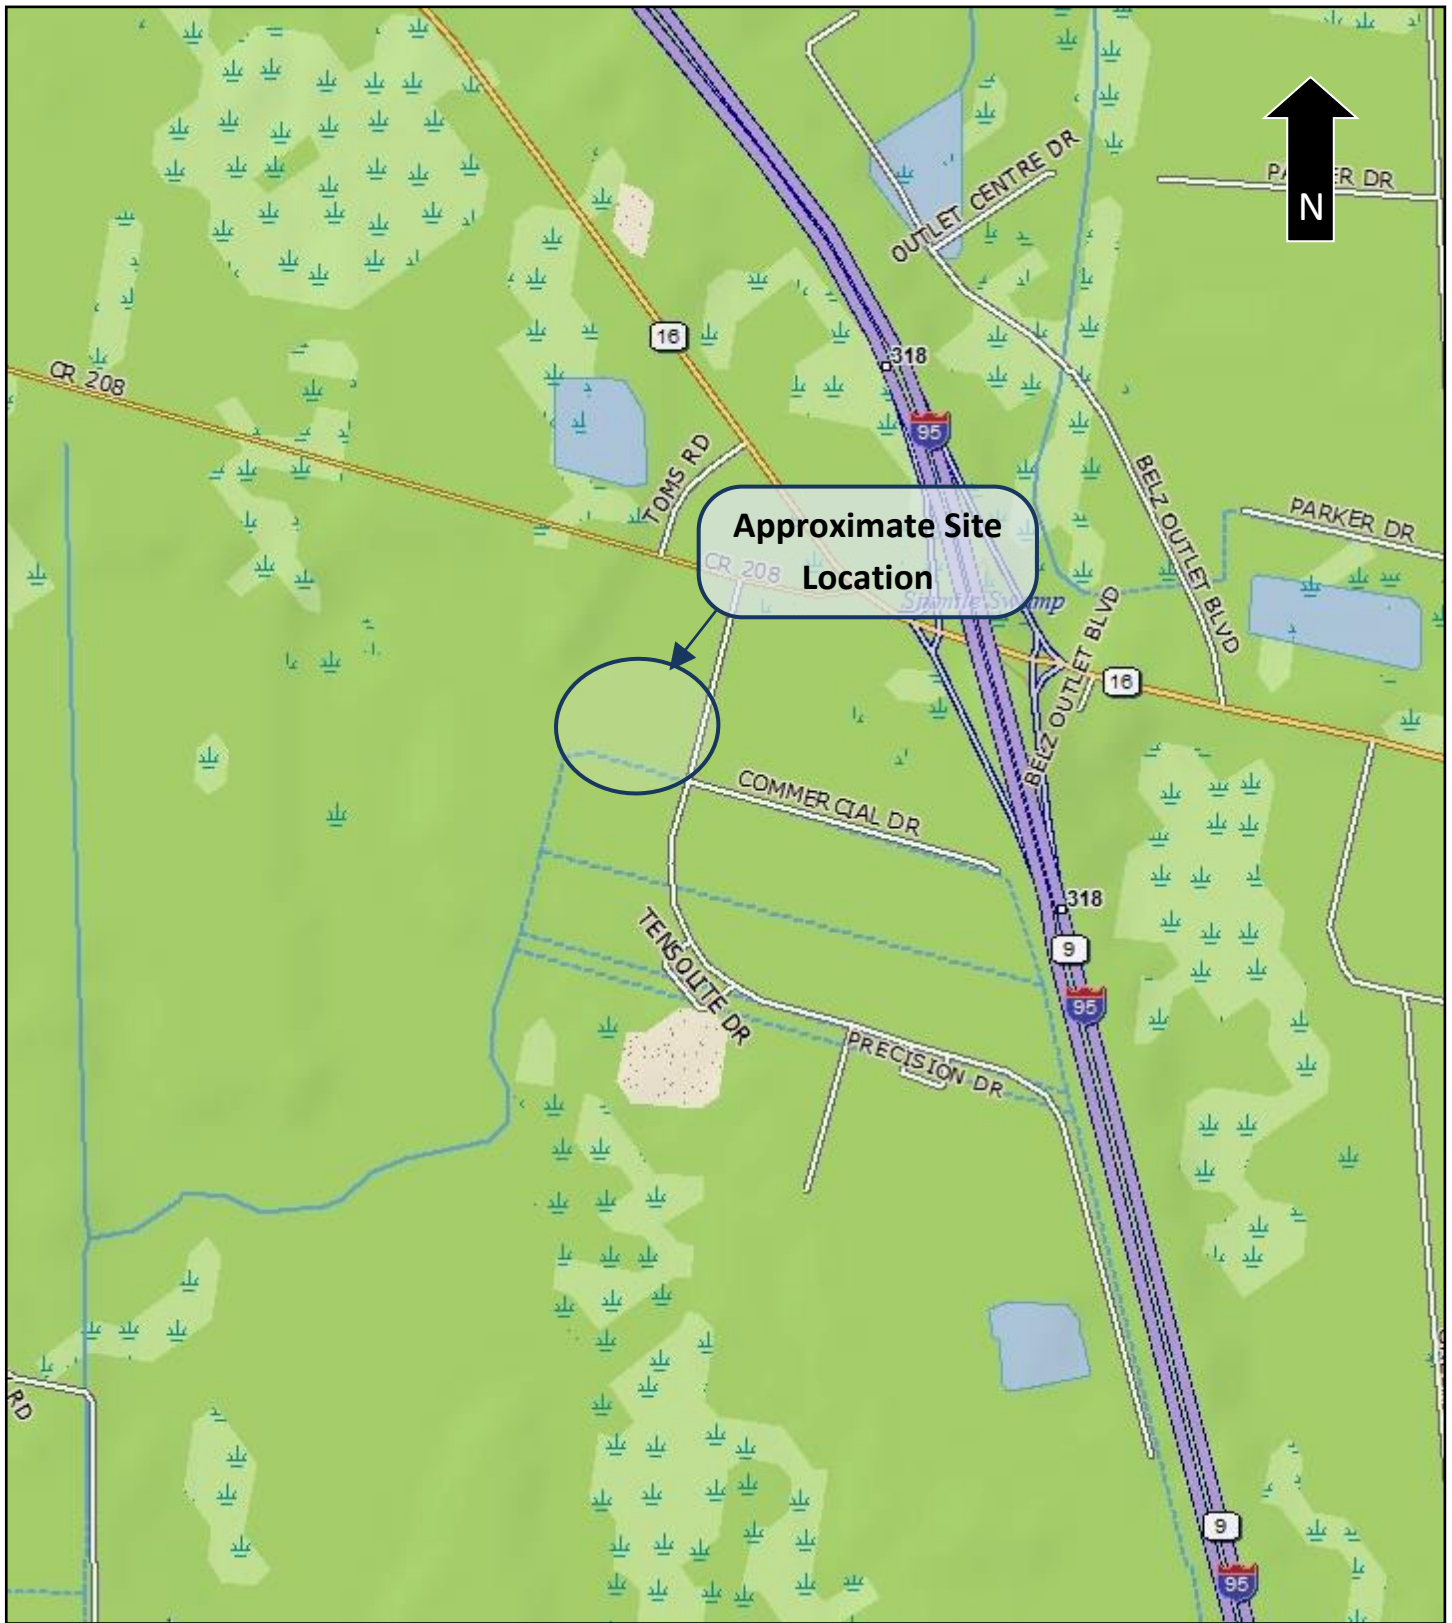 OUTLET CENTRE DR
PARKER DR
N
16
318
CR 208
95
TOMS RD
BELZ OUTLET BLVD
PARKER DR
Approximate Site
Location
CR 208
BELZ OUTLET BLVD
16
COMMERCIAL DR
318
9
TENSOLITE DR
95
PRECISION DR
RD
9
95